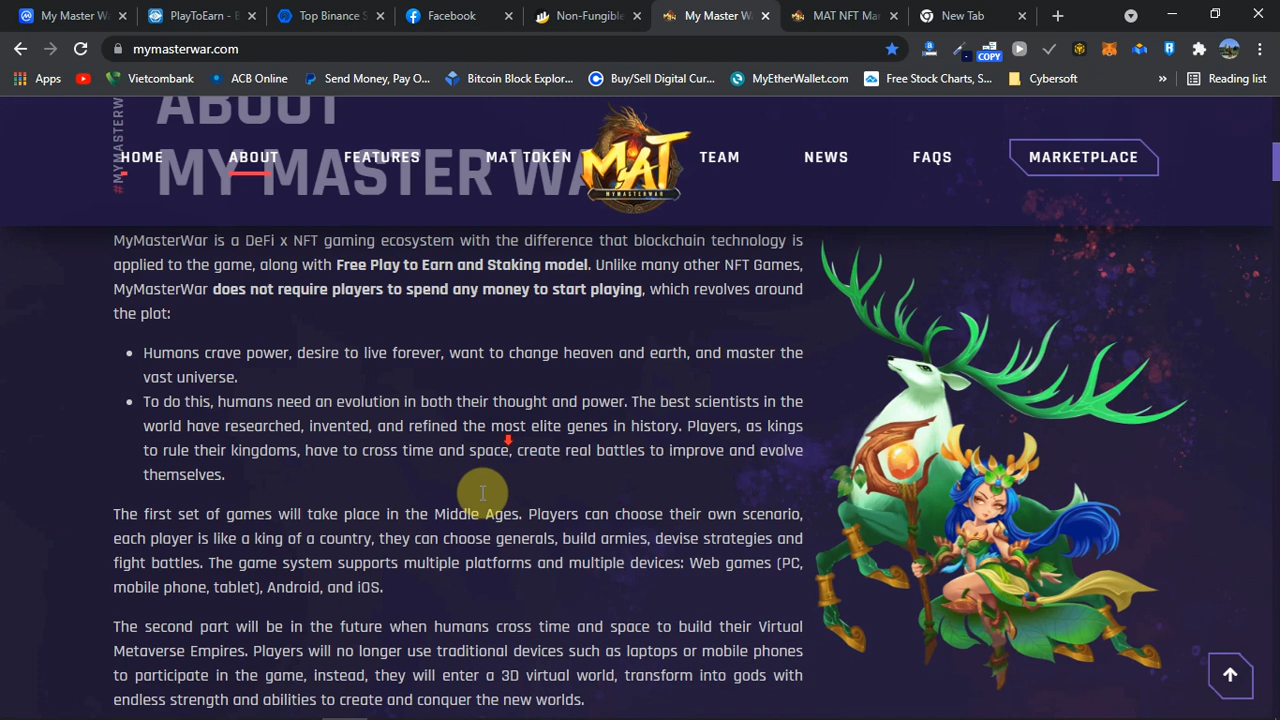 My Master W
PlayToEarn - B
Top Binance S
Facebook
Non-Fungible
My Master W
MAT NFT Mar
New Tab
mymasterwar.com
COPY
Apps
Vietcombank
ACB Online
Send Money, Pay O...
Bitcoin Block Explor...
Buy/Sell Digital Cur...
MyEtherWallet.com
Free Stock Charts, S...
Cybersoft
»
Reading list
ABOUT
MY MASTER WA
#MYMASTERW
HOME
ABOUT
FEATURES
MAT TOKEN
MAT
MYMASTERWAR
TEAM
NEWS
FAQS
MARKETPLACE
MyMasterWar is a DeFi x NFT gaming ecosystem with the difference that blockchain technology is
applied to the game, along with Free Play to Earn and Staking model. Unlike many other NFT Games,
MyMasterWar does not require players to spend any money to start playing, which revolves around
the plot:
• Humans crave power, desire to live forever, want to change heaven and earth, and master the
vast universe.
• To do this, humans need an evolution in both their thought and power. The best scientists in the
world have researched, invented, and refined the most elite genes in history. Players, as kings
to rule their kingdoms, have to cross time and space, create real battles to improve and evolve
themselves.
The first set of games will take place in the Middle Ages. Players can choose their own scenario,
each player is like a king of a country, they can choose generals, build armies, devise strategies and
fight battles. The game system supports multiple platforms and multiple devices: Web games (PC,
mobile phone, tablet), Android, and iOS.
The second part will be in the future when humans cross time and space to build their Virtual
Metaverse Empires. Players will no longer use traditional devices such as laptops or mobile phones
to participate in the game, instead, they will enter a 3D virtual world, transform into gods with
endless strength and abilities to create and conquer the new worlds.